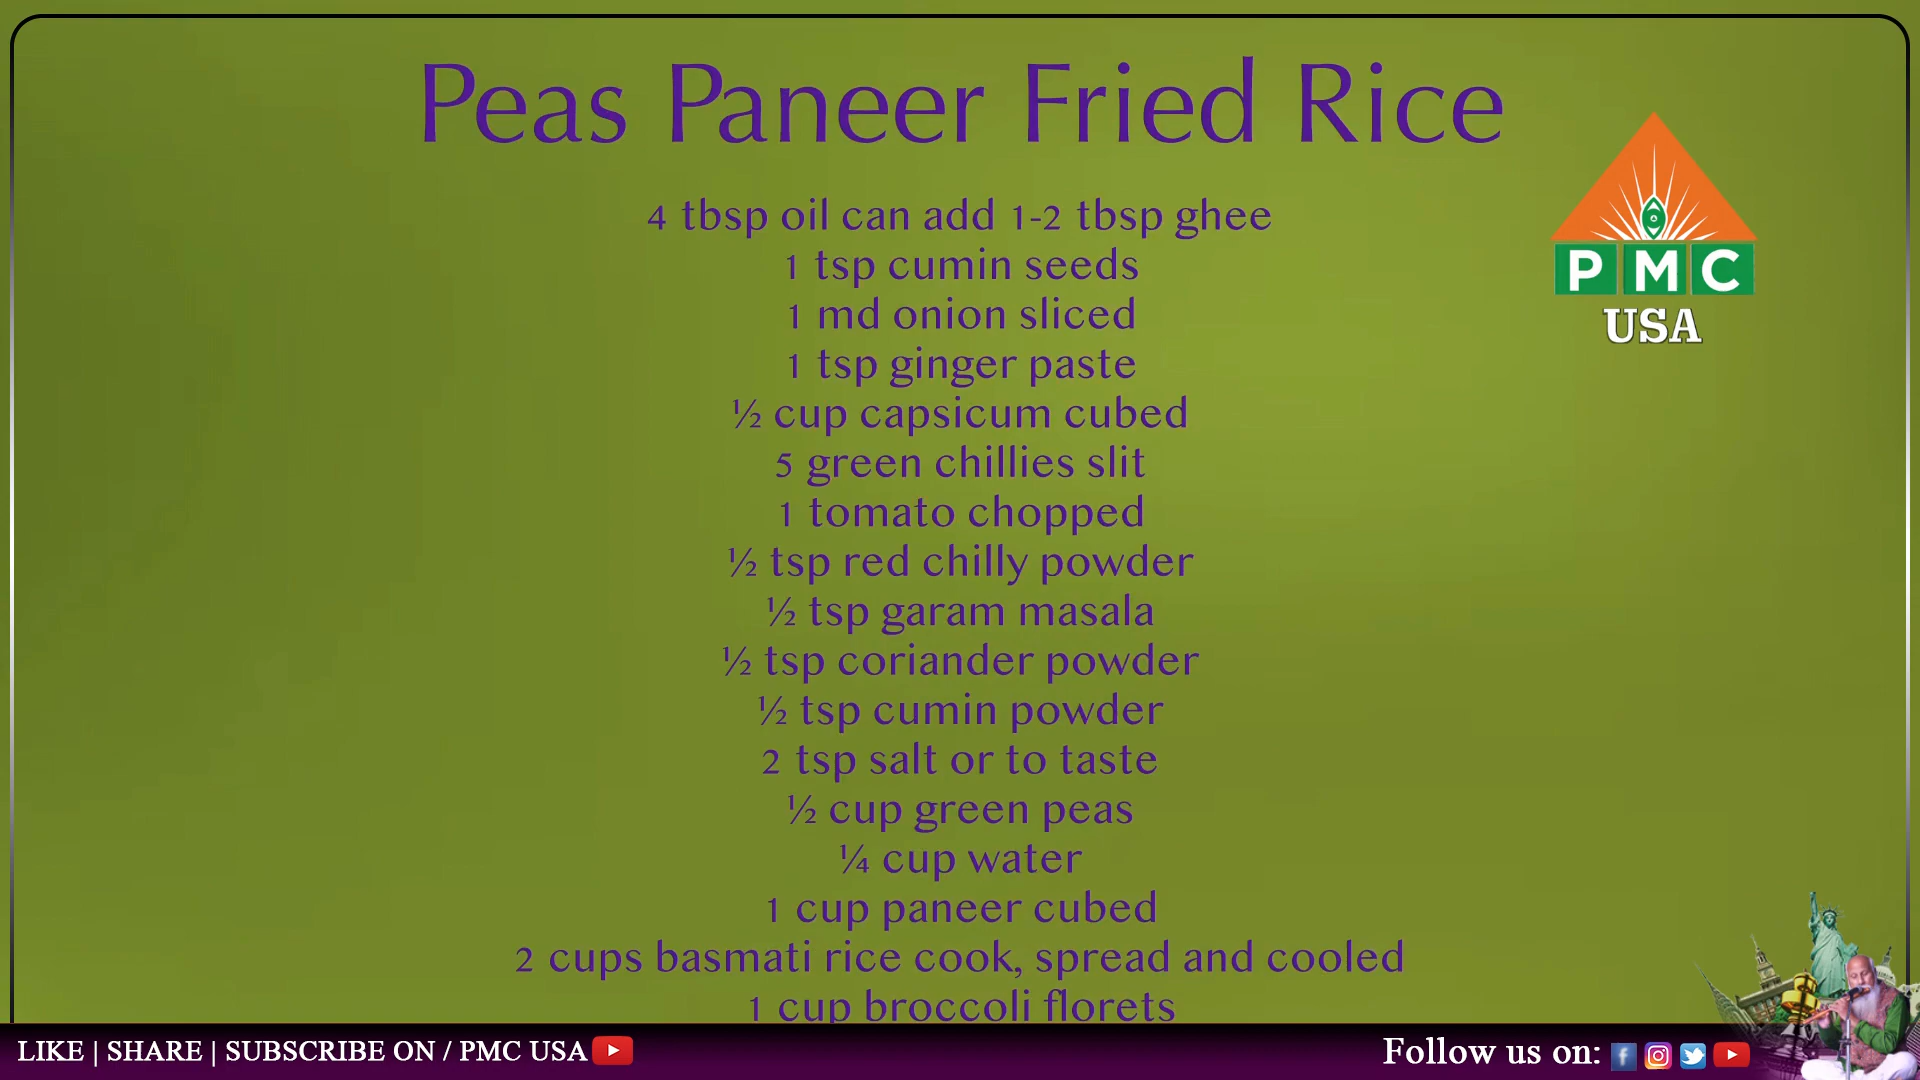 Peas Paneer Fried Rice
4 tbsp oil can add 1-2 tbsp ghee
1 tsp cumin seeds
1 md onion sliced
1 tsp ginger paste
½ cup capsicum cubed
5 green chillies slit
1 tomato chopped
½ tsp red chilly powder
½ tsp garam masala
½ tsp coriander powder
½ tsp cumin powder
2 tsp salt or to taste
½ cup green peas
¼ cup water
1 cup paneer cubed
2 cups basmati rice cook, spread and cooled
1 cup broccoli florets
PMC
USA
LIKE | SHARE | SUBSCRIBE ON / PMC USA
Follow us on: